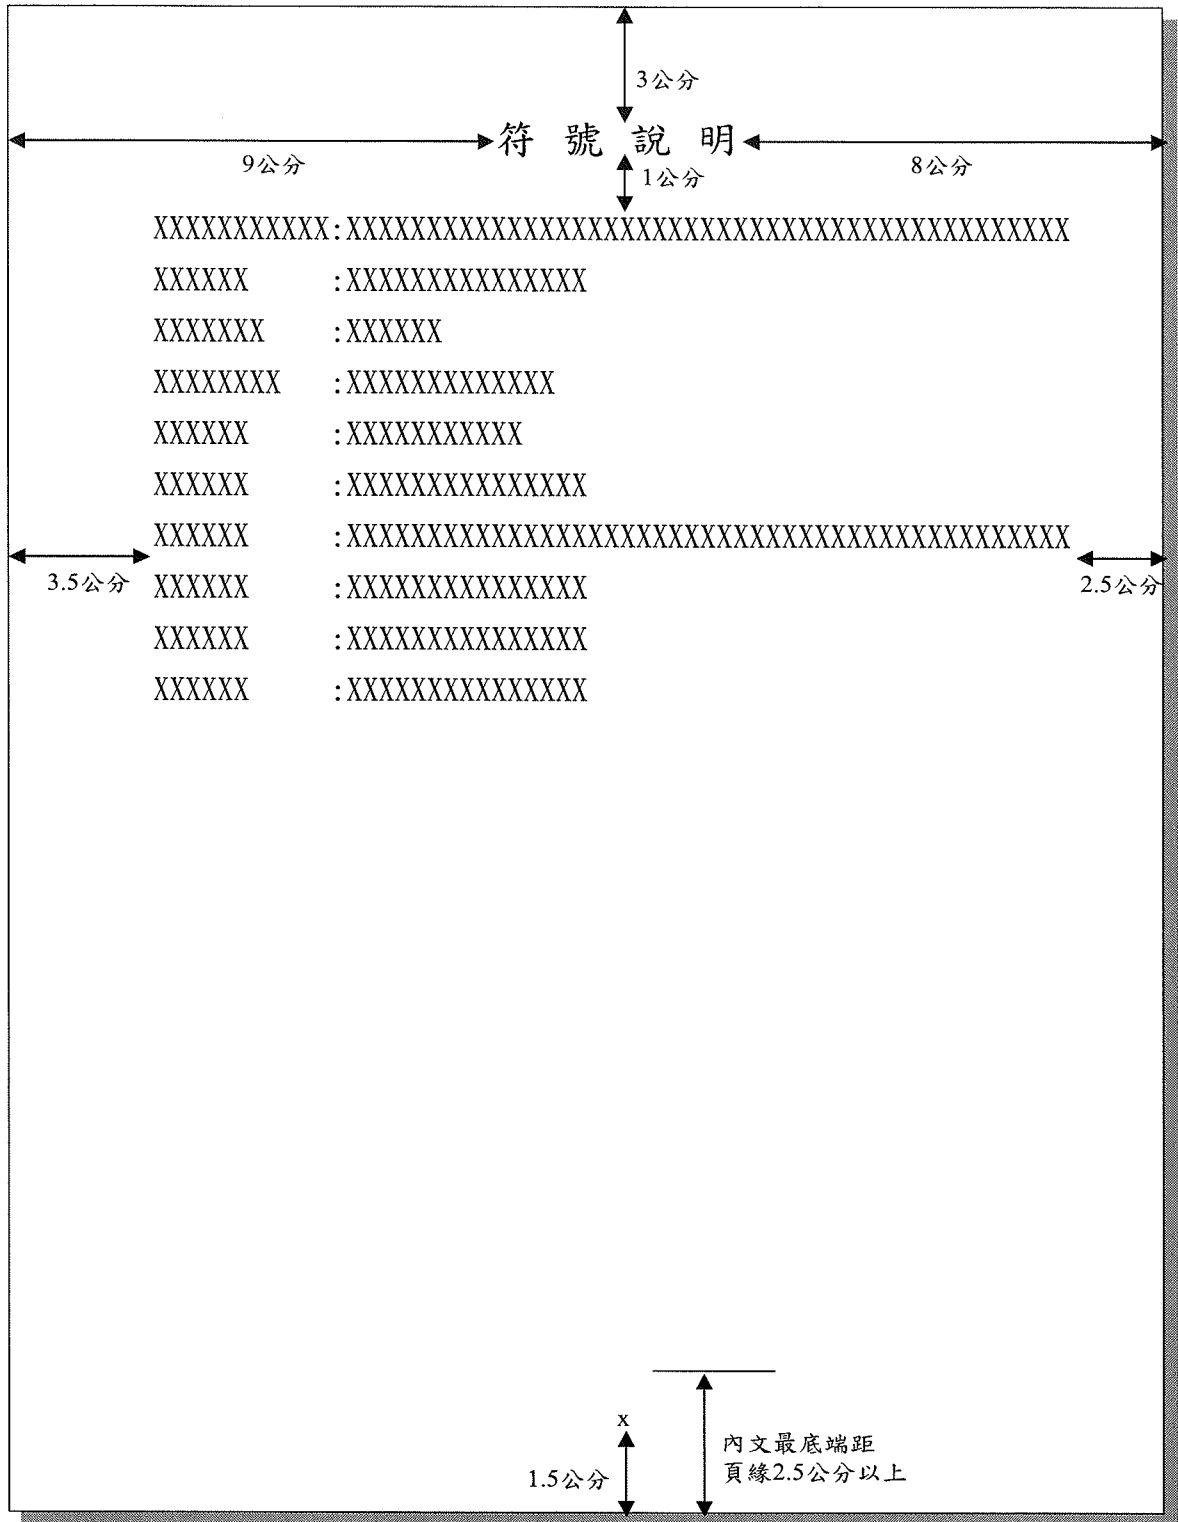 3公分
符 號 說 明
9公分
8公分
1公分
XXXXXXXXXXX:XXXXXXXXXXXXXXXXXXXXXXXXXXXXXXXXXXXXXXXXXXXXX
XXXXXX :XXXXXXXXXXXXXXX
XXXXXXX :XXXXXX
XXXXXXXX :XXXXXXXXXXXXX
XXXXXX :XXXXXXXXXXX
XXXXXX :XXXXXXXXXXXXXXX
XXXXXX :XXXXXXXXXXXXXXXXXXXXXXXXXXXXXXXXXXXXXXXXXXXXX
3.5公分
2.5公分
XXXXXX :XXXXXXXXXXXXXXX
XXXXXX :XXXXXXXXXXXXXXX
XXXXXX :XXXXXXXXXXXXXXX
x
1.5公分
內文最底端距
頁緣2.5公分以上